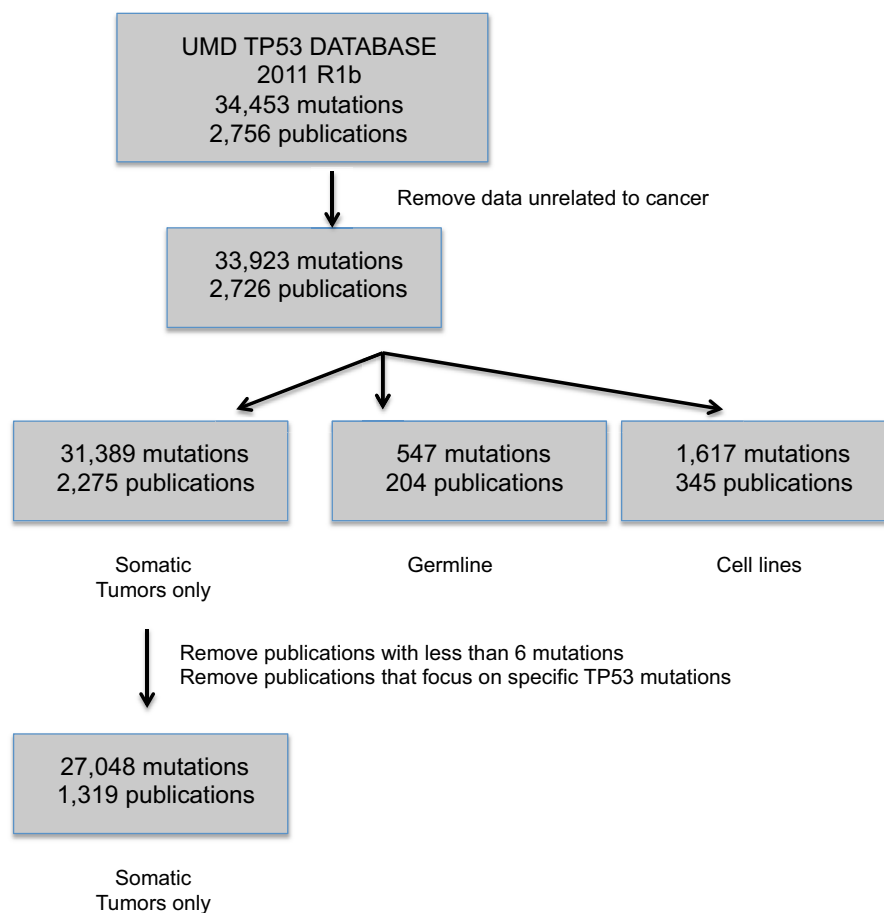 UMD TP53 DATABASE
2011 R1b
34,453 mutations
2,756 publications
Remove data unrelated to cancer
33,923 mutations
2,726 publications
31,389 mutations
2,275 publications
547 mutations
204 publications
1,617 mutations
345 publications
Somatic
Tumors only
Germline
Cell lines
Remove publications with less than 6 mutations
Remove publications that focus on specific TP53 mutations
27,048 mutations
1,319 publications
Somatic
Tumors only